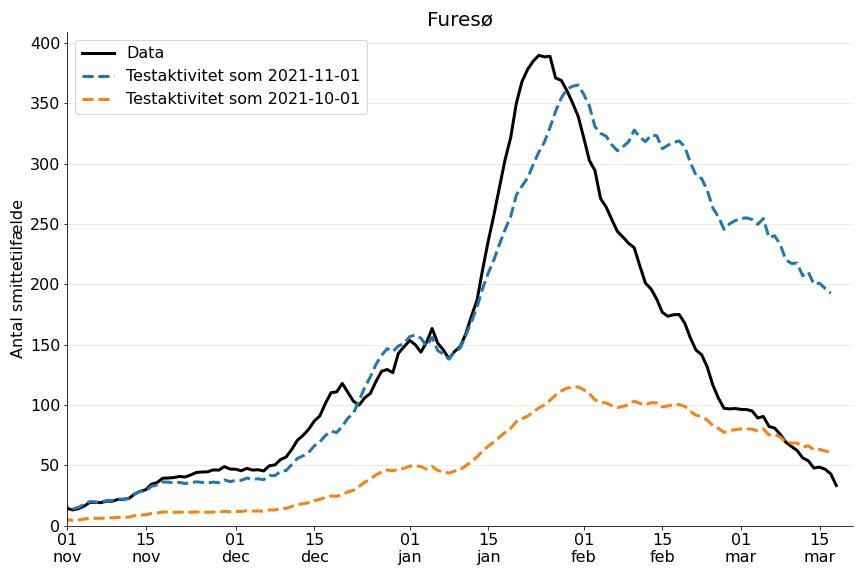 Furesø
Data
Testaktivitet som 2021-11-01
Testaktivitet som 2021-10-01
Antal smittetilfælde
400
350
300
250
200
150
100
50
0
01 15 01 15 01 15 01 15 01 15
nov nov dec dec jan jan feb feb mar mar